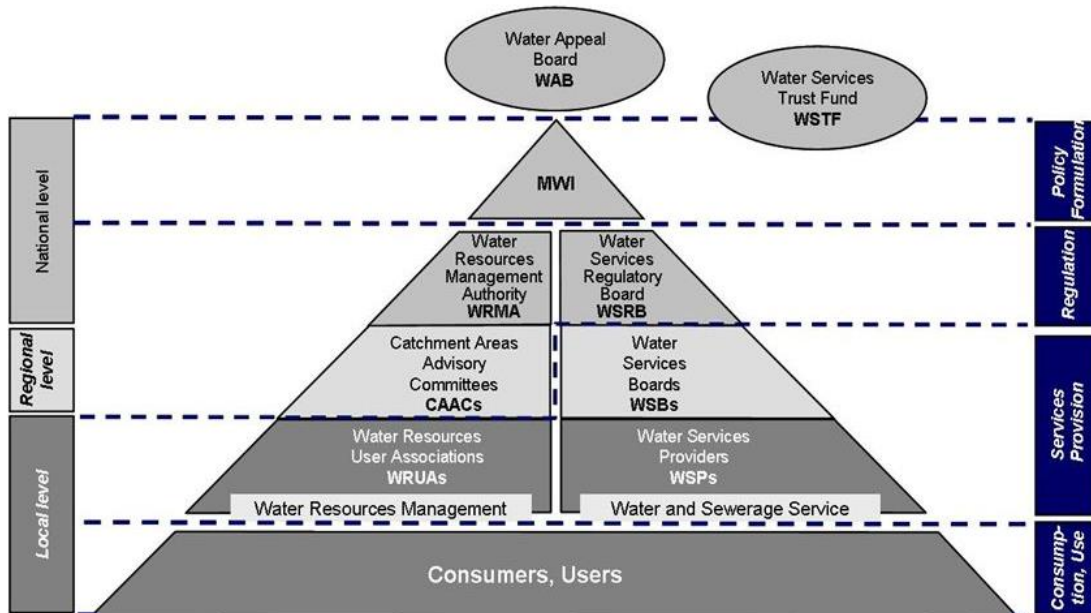 Water Appeal
Board
WAB
Water Services
Trust Fund
WSTF
National level
Policy
Formulation
MWI
Water
Resources
Management
Authority
WRMA
Water
Services
Regulatory
Board
WSRB
Regulation
Regional
level
Catchment Areas
Advisory
Committees
CAACs
Water
Services
Boards
WSBs
Services
Provision
Local level
Water Resources
User Associations
WRUAs
Water Services
Providers
WSPs
Water Resources Management
Water and Sewerage Service
Consumers, Users
Consump-
tion, Use